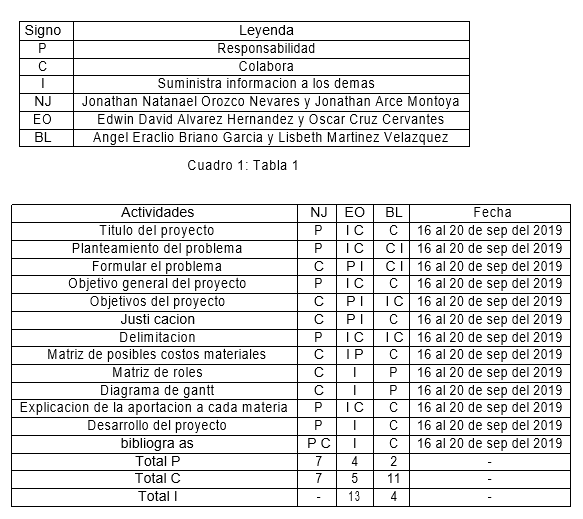 Signo Leyenda
P Responsabilidad
C Colabora
I Suministra informacion a los demas
NJ Jonathan Natanael Orozco Nevares y Jonathan Arce Montoya
EO Edwin David Alvarez Hernandez y Oscar Cruz Cervantes
BL Angel Eraclio Briano Garcia y Lisbeth Martinez Velazquez
Cuadro 1: Tabla 1
Actividades NJ EO BL Fecha
Titulo del proyecto P I C C 16 al 20 de sep del 2019
Planteamiento del problema P I C C I 16 al 20 de sep del 2019
Formular el problema C P I C I 16 al 20 de sep del 2019
Objetivo general del proyecto P I C C 16 al 20 de sep del 2019
Objetivos del proyecto C P I I C 16 al 20 de sep del 2019
Justi cacion C P I C 16 al 20 de sep del 2019
Delimitacion P I C I C 16 al 20 de sep del 2019
Matriz de posibles costos materiales C I P C 16 al 20 de sep del 2019
Matriz de roles C I P 16 al 20 de sep del 2019
Diagrama de gantt C I P 16 al 20 de sep del 2019
Explicacion de la aportacion a cada materia P I C C 16 al 20 de sep del 2019
Desarrollo del proyecto P I C 16 al 20 de sep del 2019
bibliogra as P C I C 16 al 20 de sep del 2019
Total P 7 4 2 -
Total C 7 5 11 -
Total I - 13 4 -